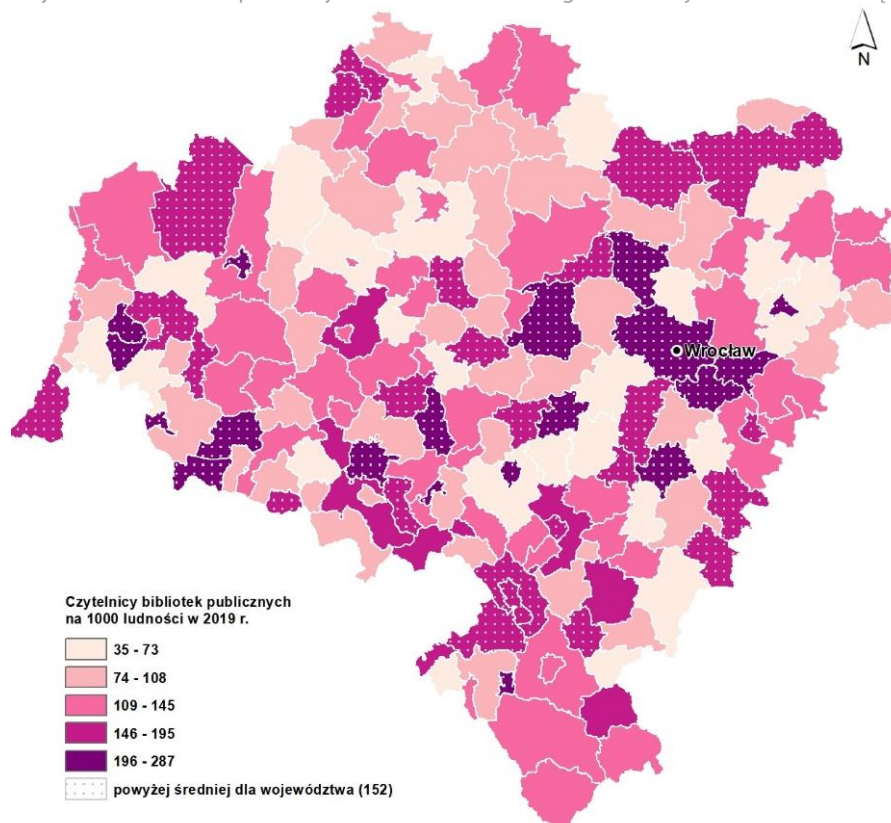 N
Wrocław
Czytelnicy bibliotek publicznych
na 1000 ludności w 2019 r.
35 - 73
74 - 108
109 - 145
146 - 195
196 - 287
powyżej średniej dla województwa (152)